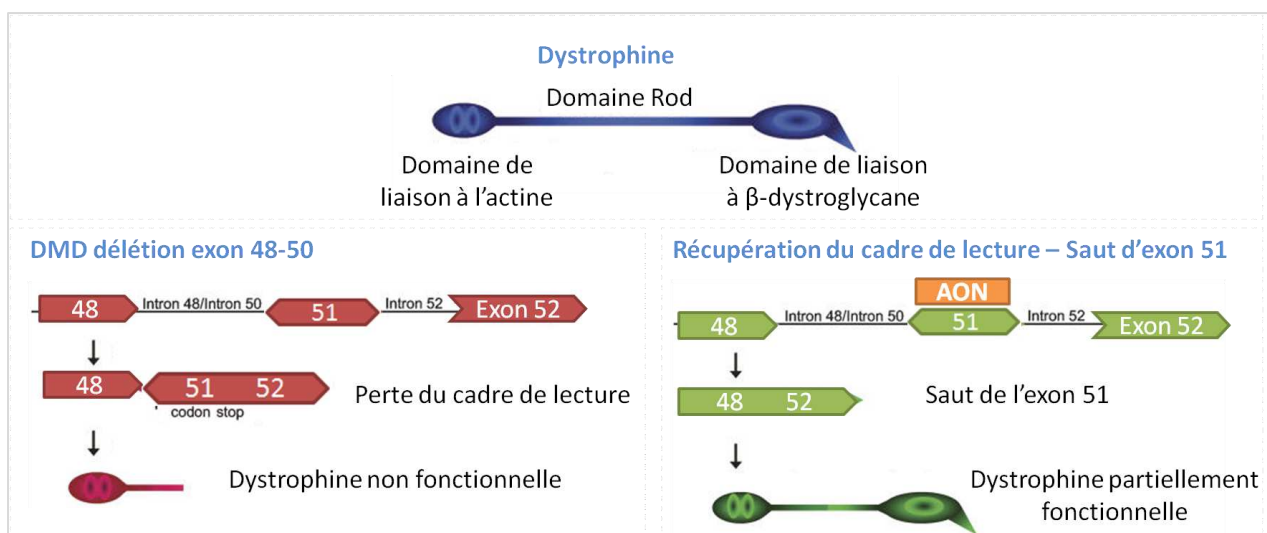 Dystrophine
Domaine Rod
Domaine de
liaison à l'actine
Domaine de liaison
à β-dystroglycane
DMD délétion exon 48-50
48
Intron 48/Intron 50
51
Intron 52
Exon 52
48
51
52
codon stop
Perte du cadre de lecture
Dystrophine non fonctionnelle
Récupération du cadre de lecture – Saut d'exon 51
AON
48
Intron 48/Intron 50
51
Intron 52
Exon 52
48
52
Saut de l'exon 51
Dystrophine partiellement
fonctionnelle